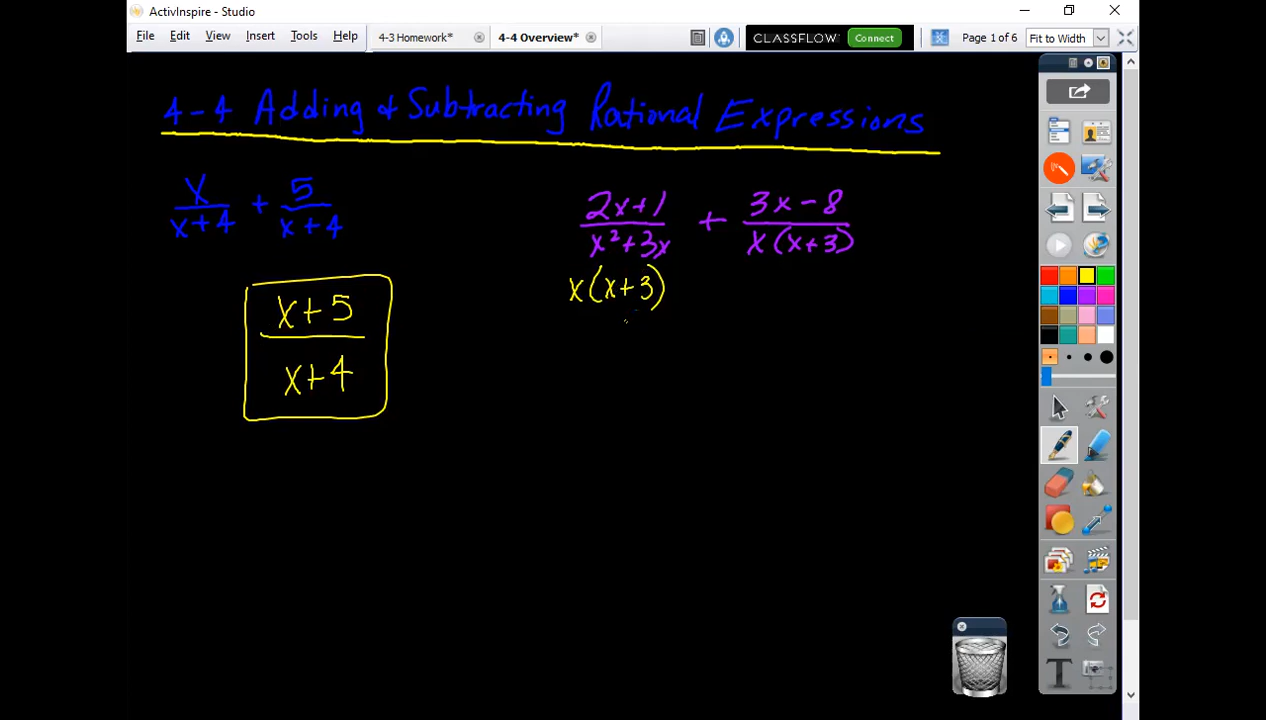 ActivInspire - Studio
File Edit View Insert Tools Help
4-3 Homework* 4-4 Overview*
CLASSFLOW Connect
Page 1 of 6 Fit to Width
4-4 Adding & Subtracting Rational Expressions
x/(x+4) + 5/(x+4)
(x+5)/(x+4)
(2x+1)/(x²+3x) + (3x-8)/(x(x+3))
x(x+3)